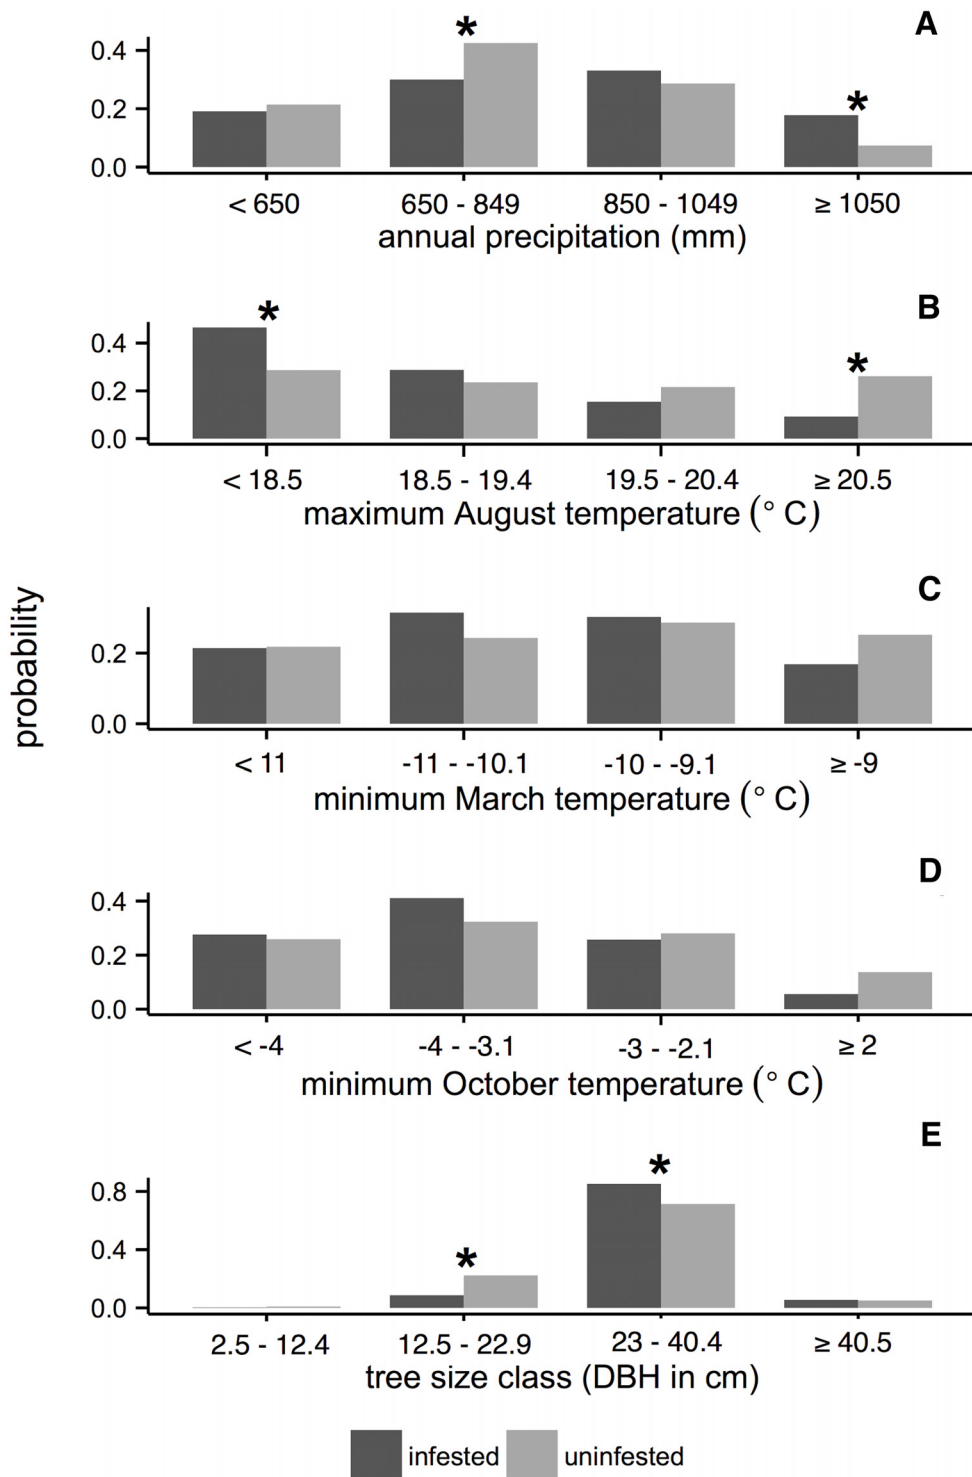 A
*
*
0.4
0.2
0.0
< 650 650 - 849 850 - 1049 ≥ 1050
annual precipitation (mm)
B
*
*
0.4
0.2
0.0
< 18.5 18.5 - 19.4 19.5 - 20.4 ≥ 20.5
maximum August temperature (° C)
C
probability
0.2
0.0
< 11 -11 - -10.1 -10 - -9.1 ≥ -9
minimum March temperature (° C)
D
0.4
0.2
0.0
< -4 -4 - -3.1 -3 - -2.1 ≥ 2
minimum October temperature (° C)
E
*
*
0.8
0.4
0.0
2.5 - 12.4 12.5 - 22.9 23 - 40.4 ≥ 40.5
tree size class (DBH in cm)
infested uninfested